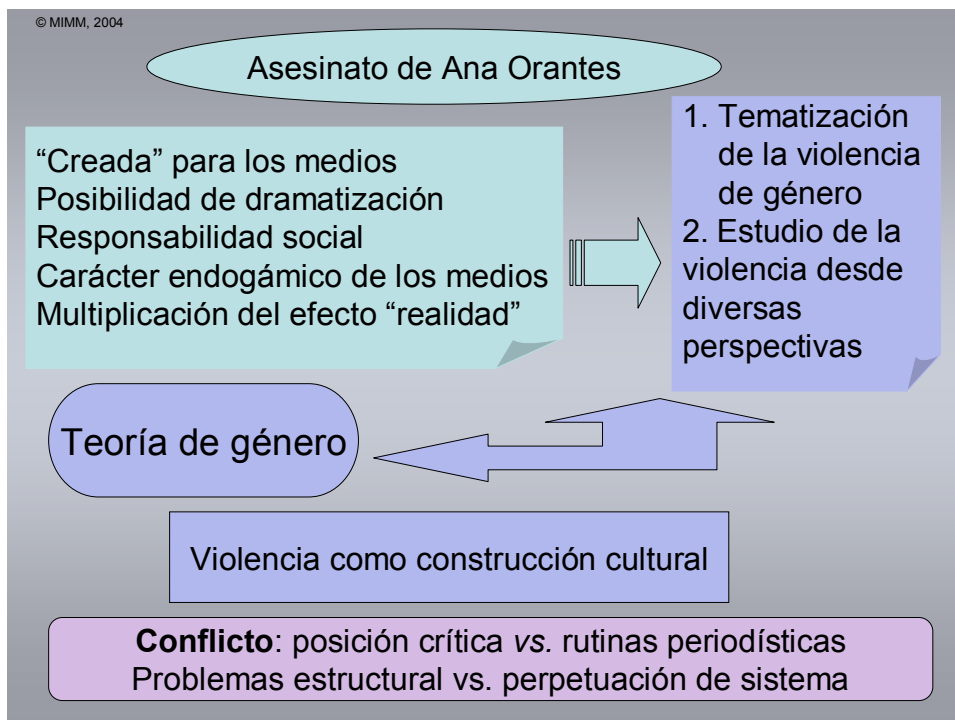 © MIMM, 2004
Asesinato de Ana Orantes
“Creada” para los medios
Posibilidad de dramatización
Responsabilidad social
Carácter endogámico de los medios
Multiplicación del efecto “realidad”
1. Tematización
de la violencia
de género
2. Estudio de la
violencia desde
diversas
perspectivas
Teoría de género
Violencia como construcción cultural
Conflicto: posición crítica vs. rutinas periodísticas
Problemas estructural vs. perpetuación de sistema